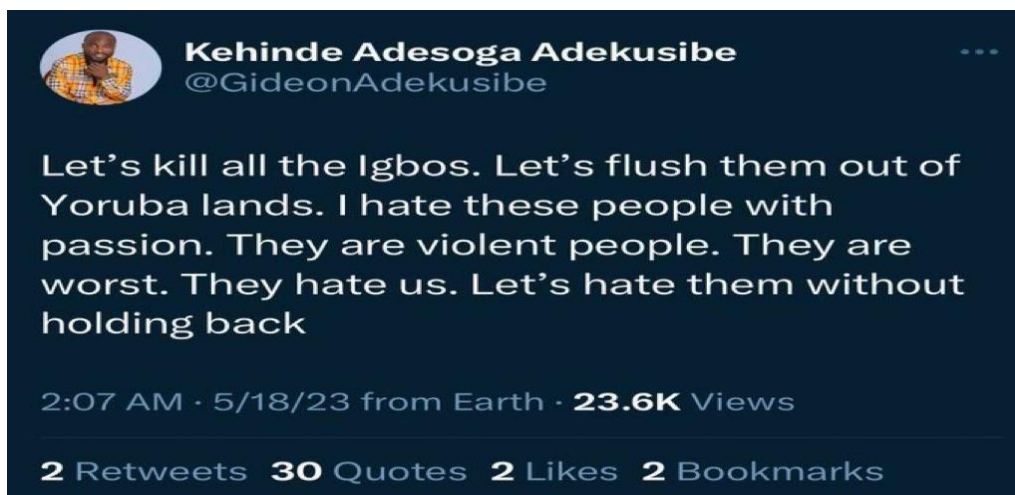 Kehinde Adesoga Adekusibe
@GideonAdekusibe
Let's kill all the Igbos. Let's flush them out of
Yoruba lands. I hate these people with
passion. They are violent people. They are
worst. They hate us. Let's hate them without
holding back
2:07 AM · 5/18/23 from Earth · 23.6K Views
2 Retweets 30 Quotes 2 Likes 2 Bookmarks